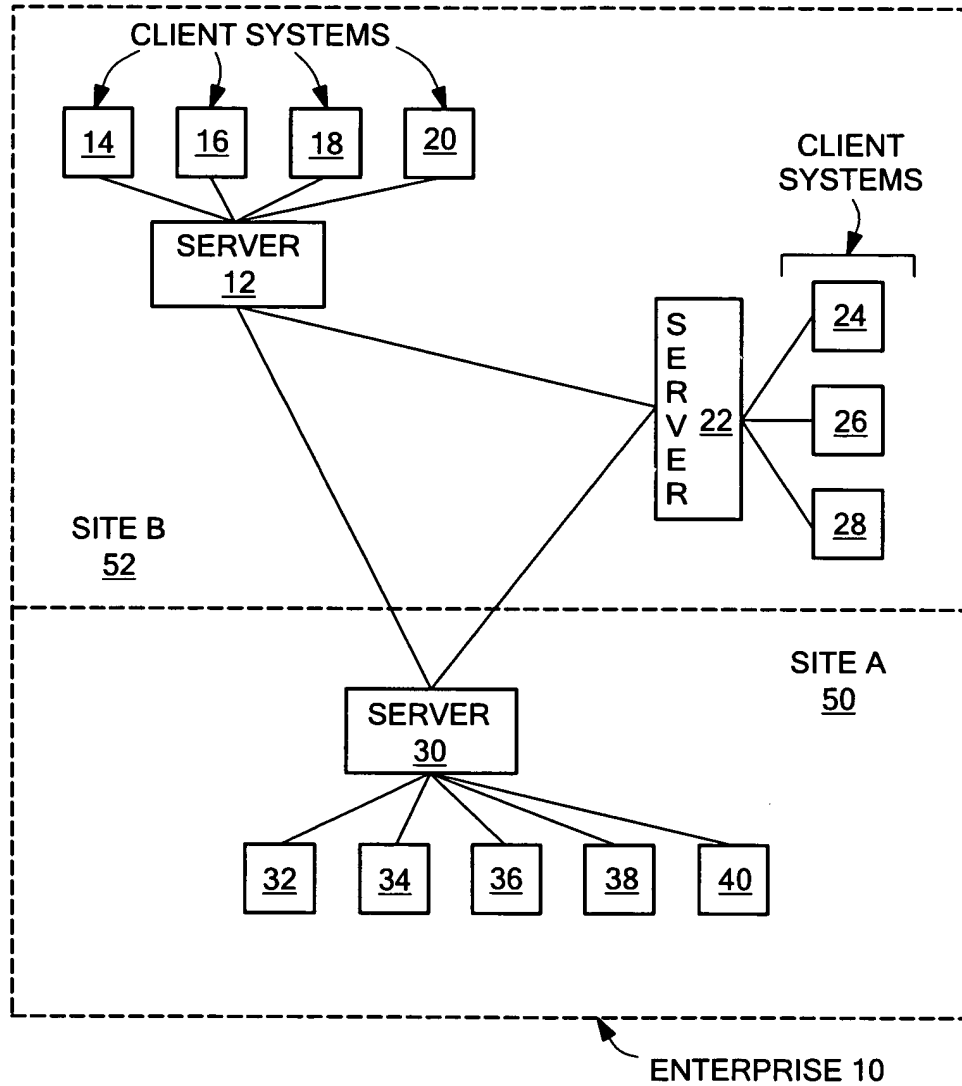 CLIENT SYSTEMS
14 16 18 20
CLIENT
SYSTEMS
SERVER
12
24
SERVER
22
26
28
SITE B
52
SITE A
50
SERVER
30
32 34 36 38 40
ENTERPRISE 10